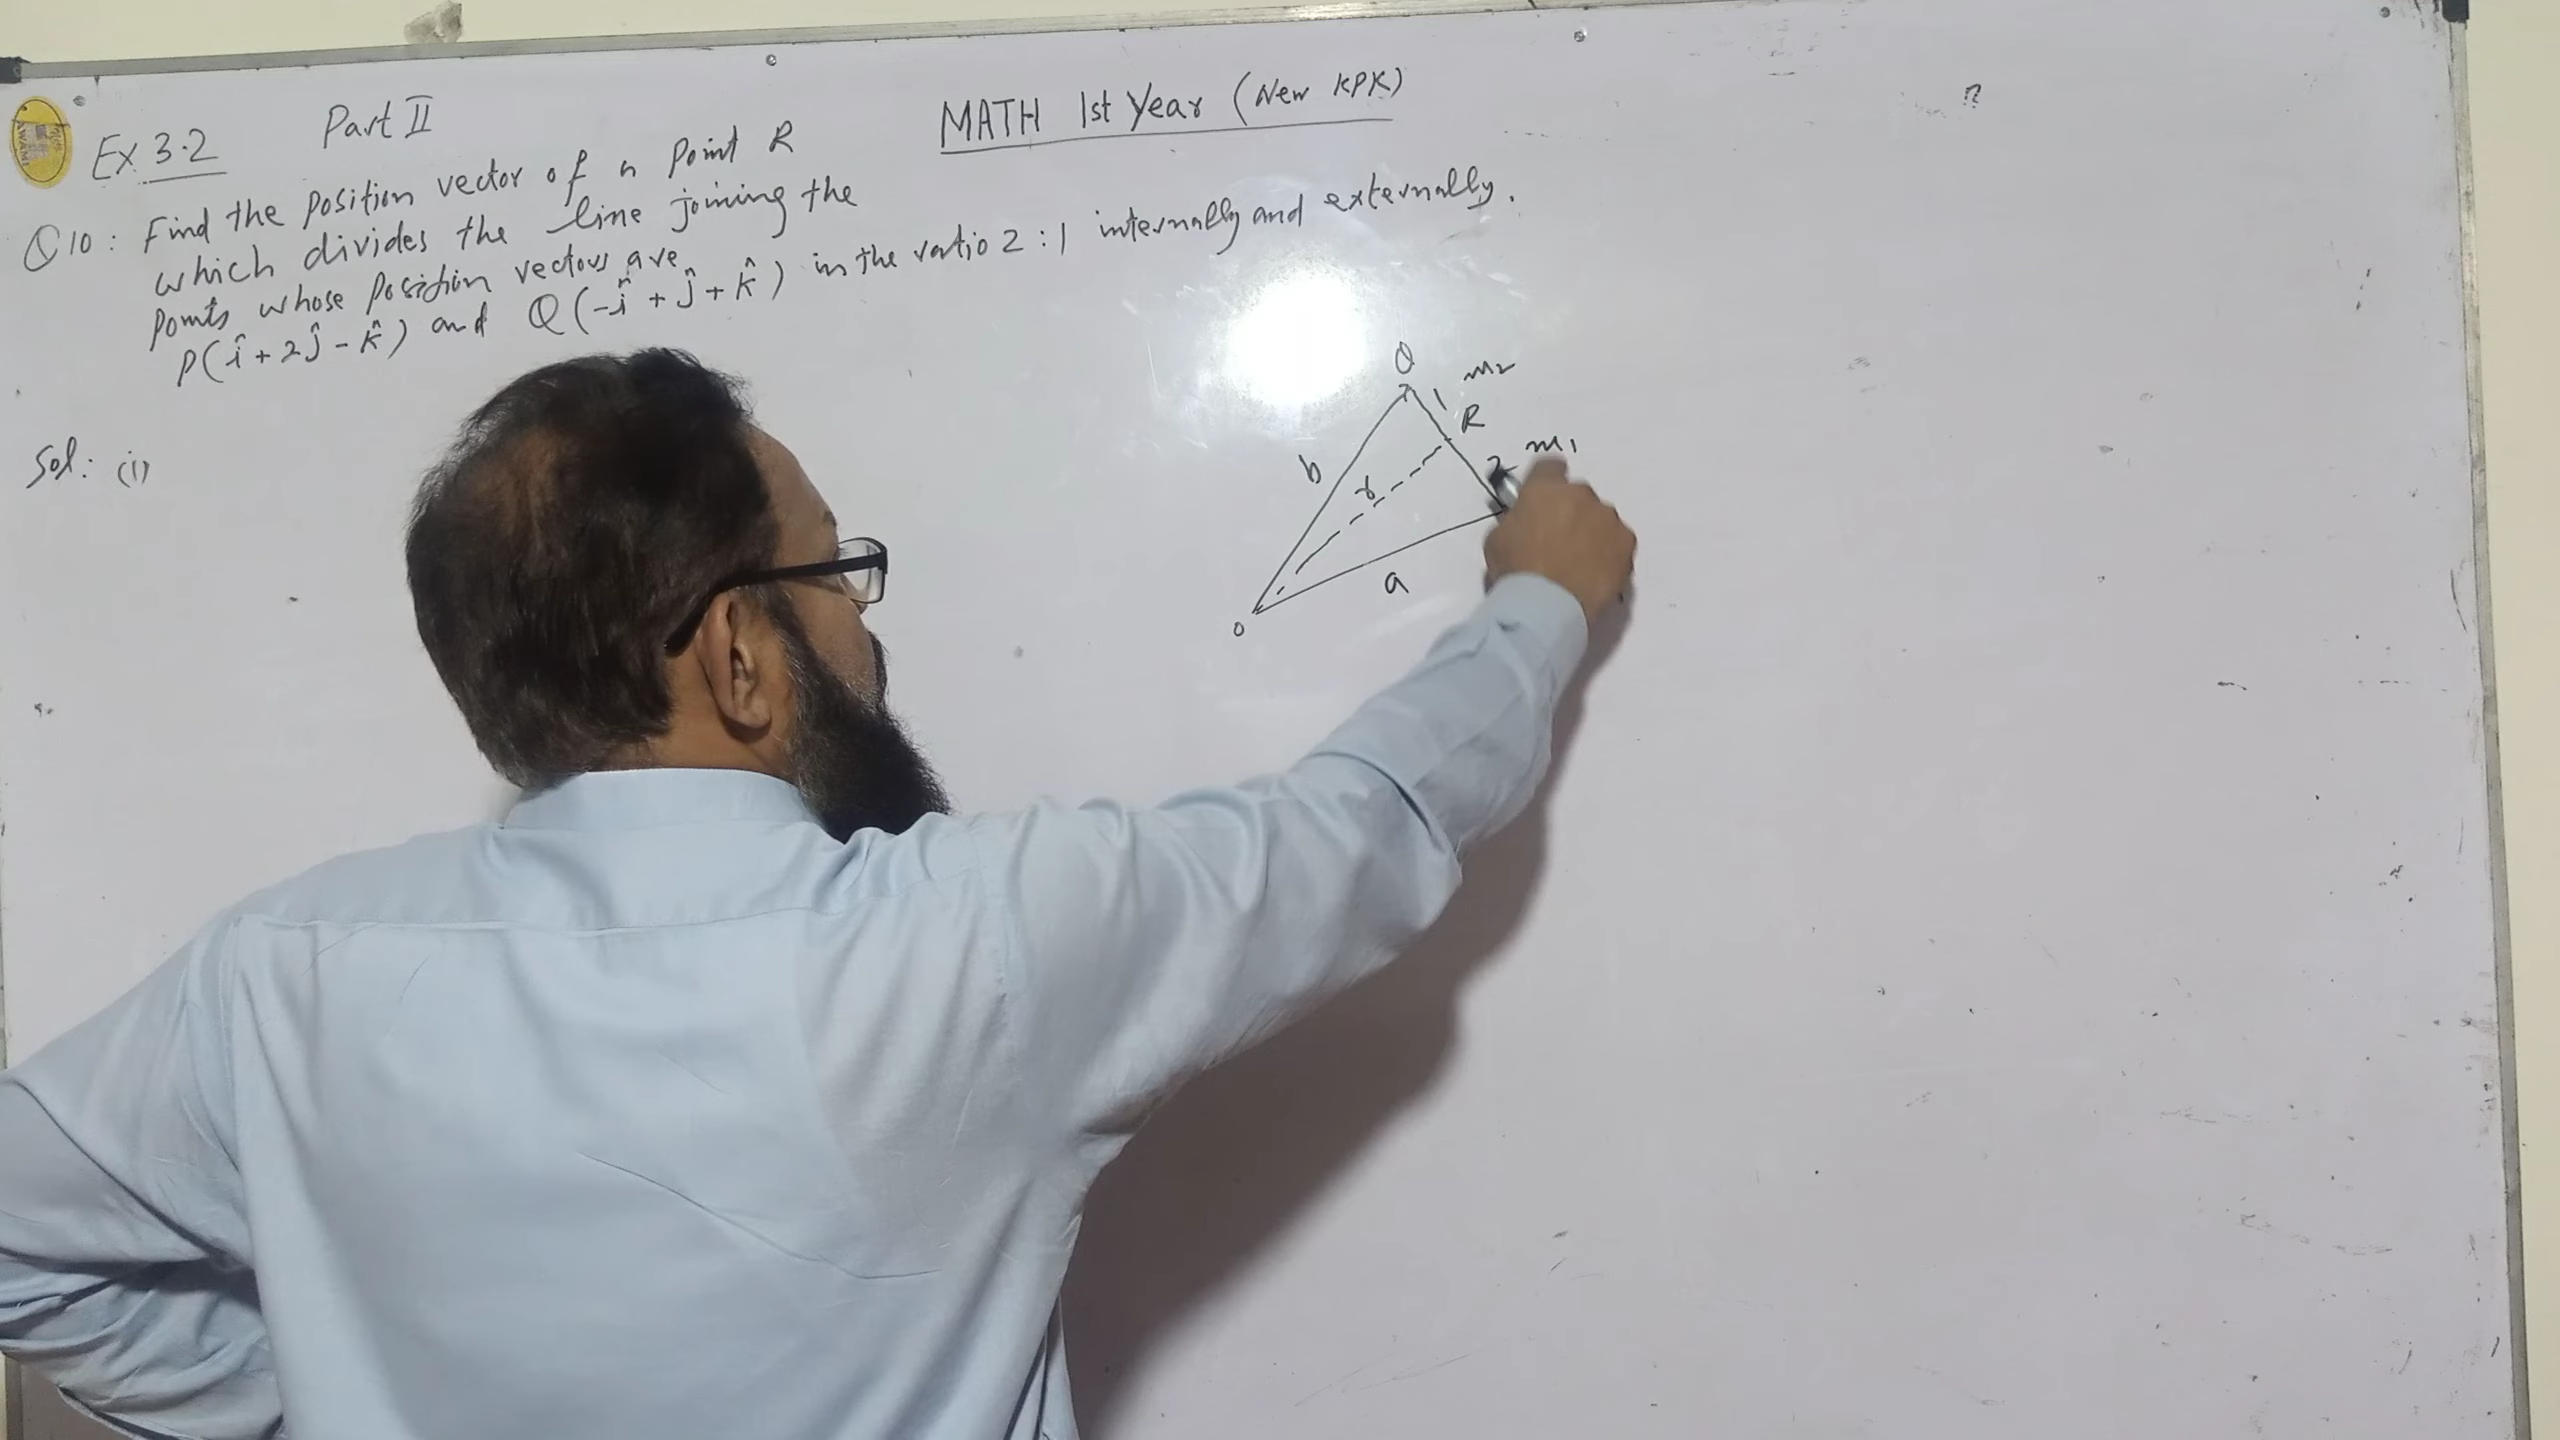 Ex 3.2 Part II
MATH 1st Year (New KPK)
Q10: Find the position vector of a point R
which divides the line joining the
points whose position vectors are
P(î + 2ĵ - k̂) and Q(-î + ĵ + k̂) in the ratio 2:1 internally and externally.
Sol: (i)
Q
1 m2
R
2 m1
b
r
a
o
AWAMI